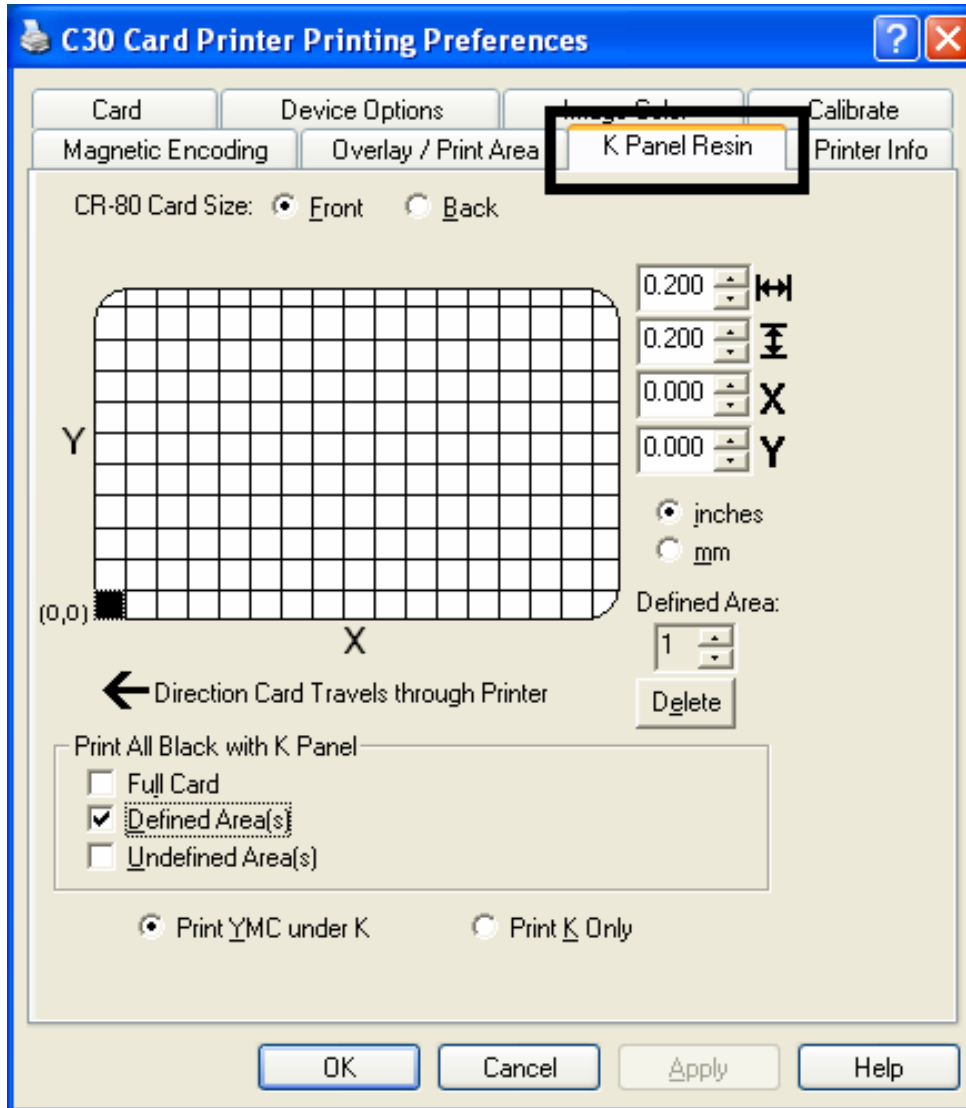 C30 Card Printer Printing Preferences
Card Device Options Image Color Calibrate
Magnetic Encoding Overlay / Print Area K Panel Resin Printer Info
CR-80 Card Size: Front Back
0.200
0.200
0.000 X
0.000 Y
Y
inches
mm
(0,0)
Defined Area:
X
1
Direction Card Travels through Printer
Delete
Print All Black with K Panel
Full Card
Defined Area(s)
Undefined Area(s)
Print YMC under K Print K Only
OK Cancel Apply Help